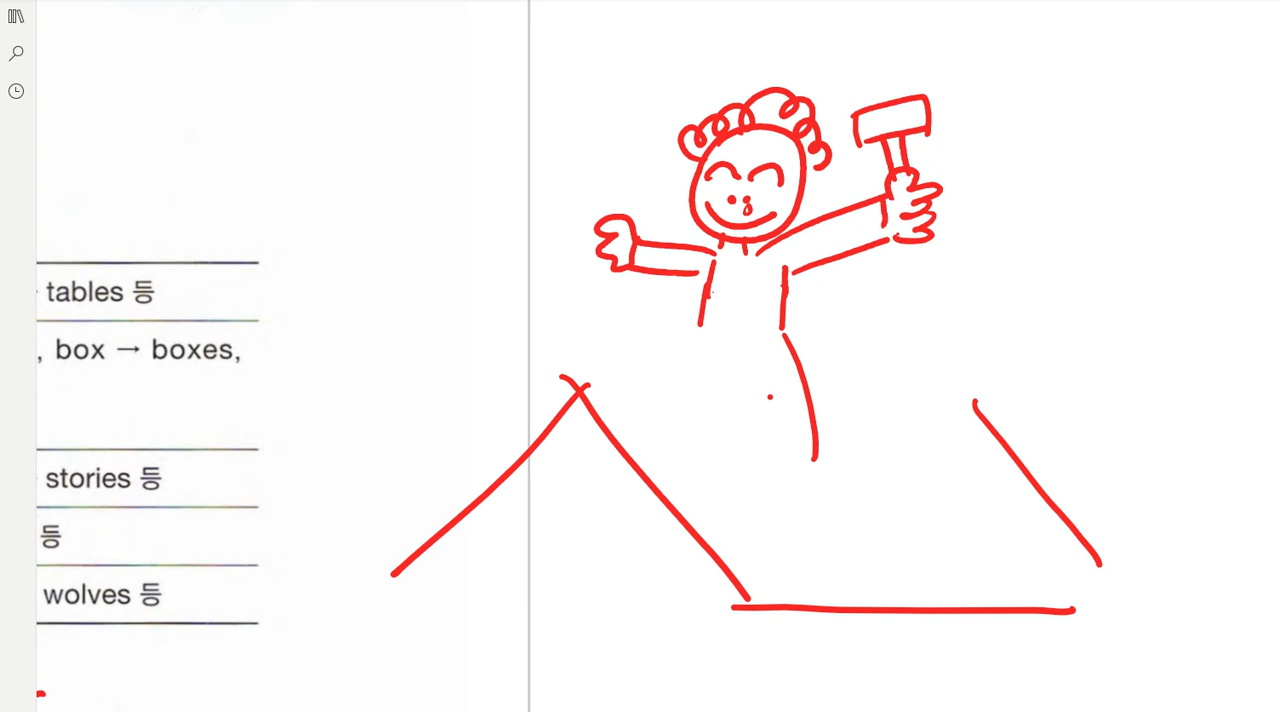 tables 등
, box → boxes,
stories 등
등
wolves 등